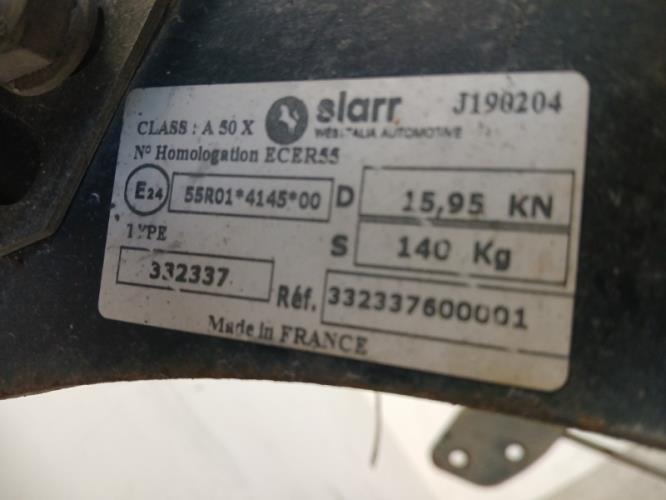 siarr J190204
CLASS : A 50 X WESTFALIA AUTOMOTIVE
N° Homologation ECER55
E24 55R01*4145*00 D 15,95 KN
TYPE S 140 Kg
332337 Réf. 332337600001
Made in FRANCE